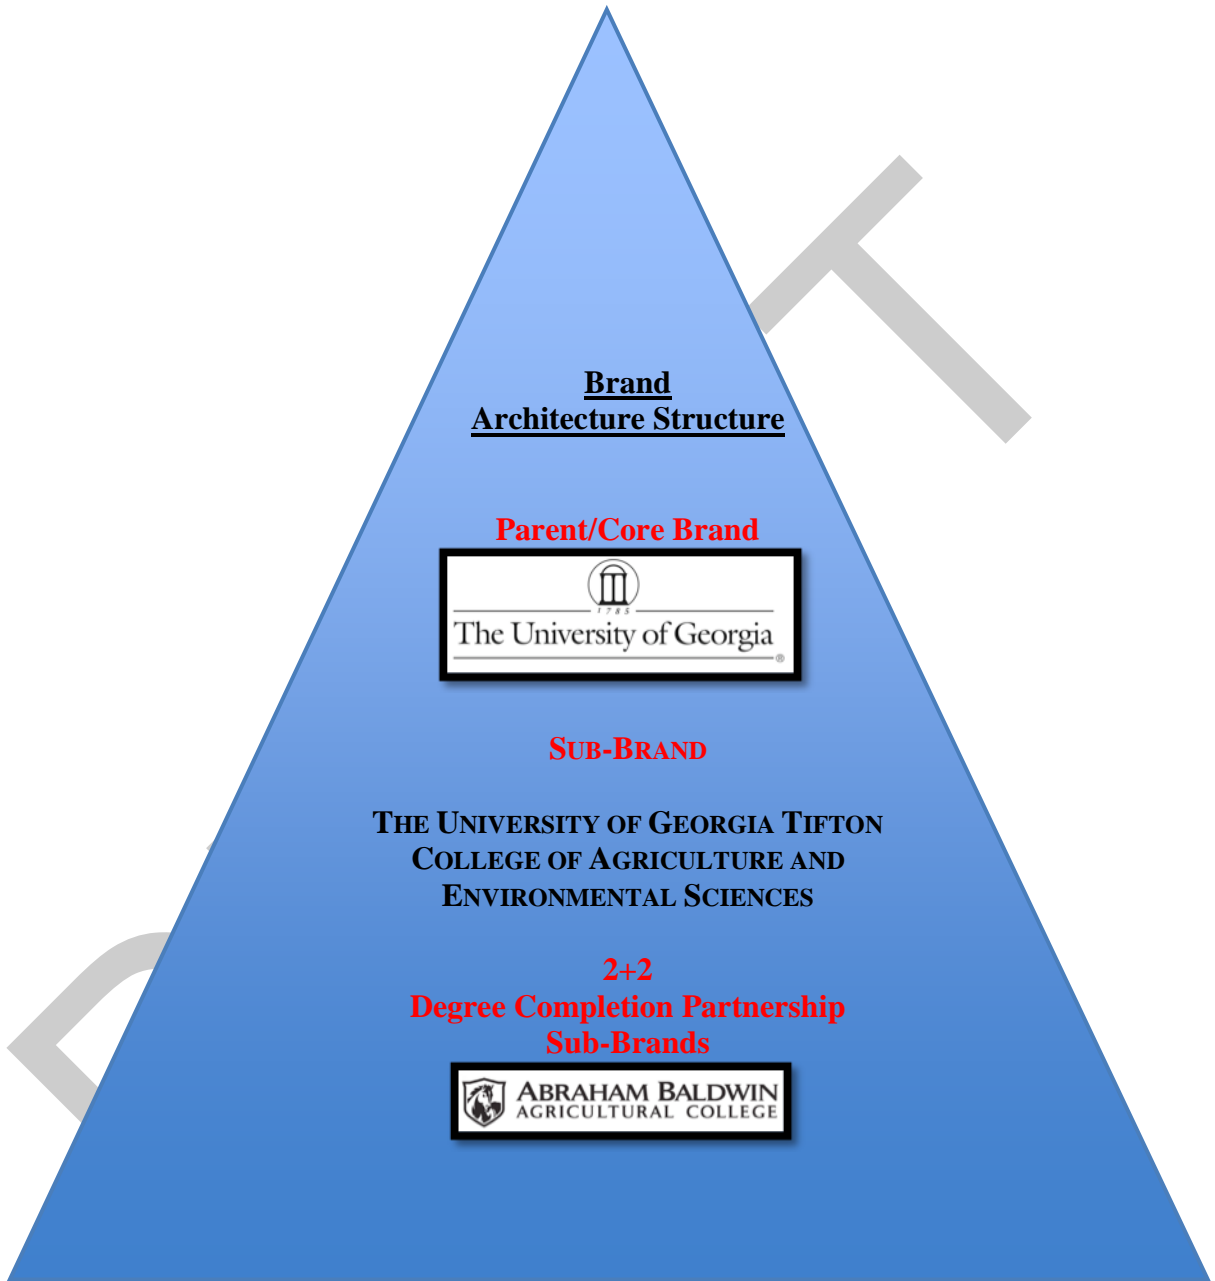 Brand
Architecture Structure
Parent/Core Brand
1785
The University of Georgia
®
SUB-BRAND
THE UNIVERSITY OF GEORGIA TIFTON
COLLEGE OF AGRICULTURE AND
ENVIRONMENTAL SCIENCES
2+2
Degree Completion Partnership
Sub-Brands
ABRAHAM BALDWIN
AGRICULTURAL COLLEGE